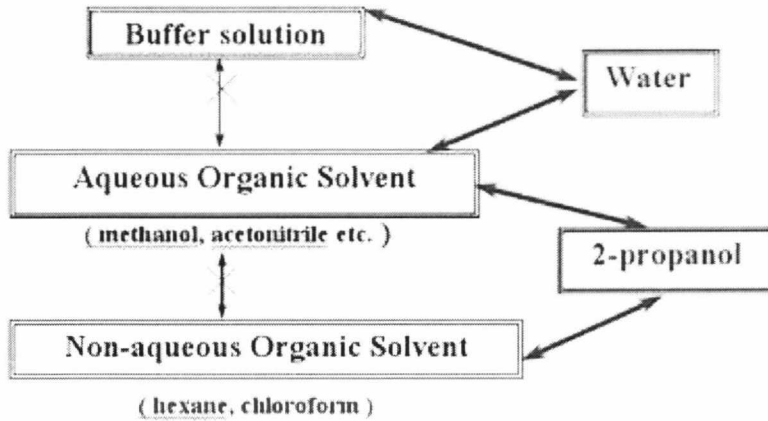 Buffer solution
Water
Aqueous Organic Solvent
( methanol, acetonitrile etc. )
2-propanol
Non-aqueous Organic Solvent
( hexane, chloroform )